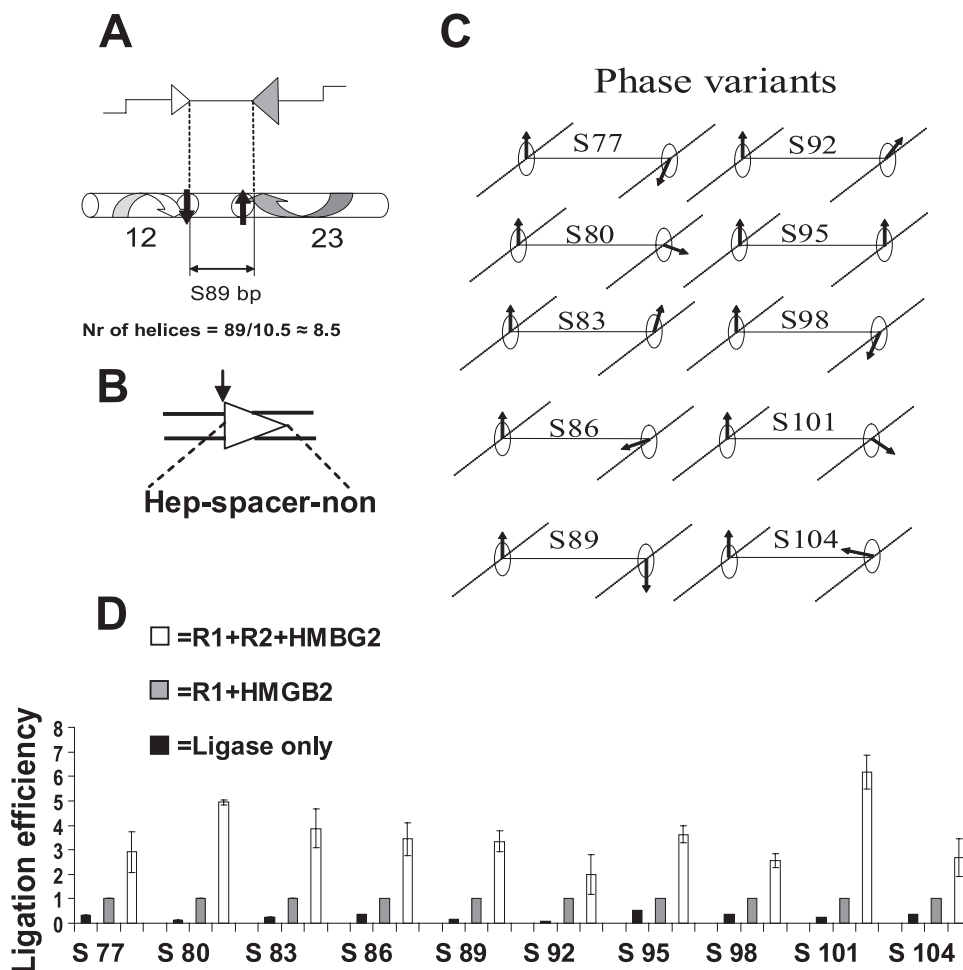 A
12
23
S89 bp
Nr of helices = 89/10.5 ≈ 8.5
B
Hep-spacer-non
C
Phase variants
S77
S92
S80
S95
S83
S98
S86
S101
S89
S104
D
=R1+R2+HMBG2
=R1+HMGB2
=Ligase only
Ligation efficiency
8
7
6
5
4
3
2
1
0
S 77 S 80 S 83 S 86 S 89 S 92 S 95 S 98 S 101 S 104